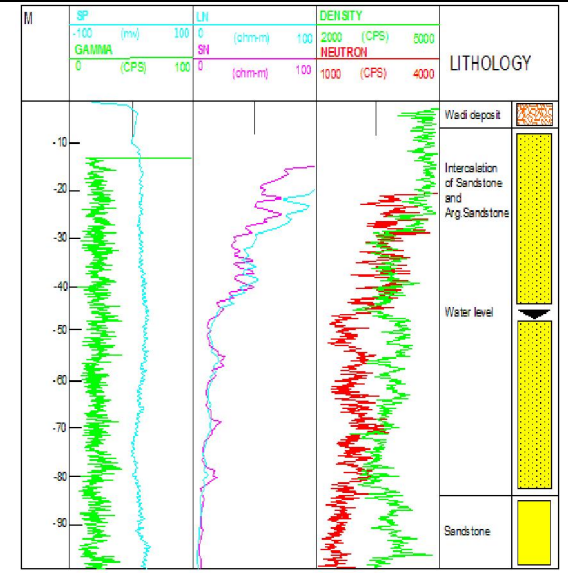 M
SP
-100 (mv) 100
GAMMA
0 (CPS) 100
LN
0 (ohm-m) 100
SN
0 (ohm-m) 100
DENSITY
2000 (CPS) 5000
NEUTRON
1000 (CPS) 4000
LITHOLOGY
Wadi deposit
-10
Intercalation
of Sandstone
and
Arg.Sandstone
-20
-30
-40
Water level
-50
-60
-70
-80
-90
Sandstone